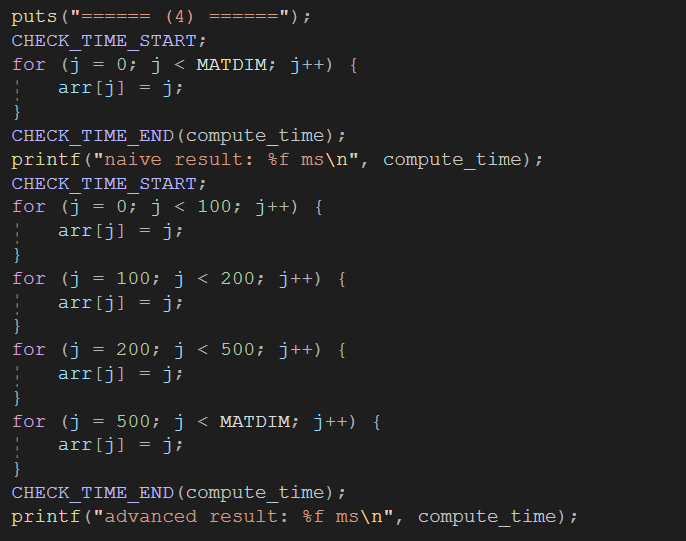 puts("====== (4) ======");
CHECK_TIME_START;
for (j = 0; j < MATDIM; j++) {
    arr[j] = j;
}
CHECK_TIME_END(compute_time);
printf("naive result: %f ms\n", compute_time);
CHECK_TIME_START;
for (j = 0; j < 100; j++) {
    arr[j] = j;
}
for (j = 100; j < 200; j++) {
    arr[j] = j;
}
for (j = 200; j < 500; j++) {
    arr[j] = j;
}
for (j = 500; j < MATDIM; j++) {
    arr[j] = j;
}
CHECK_TIME_END(compute_time);
printf("advanced result: %f ms\n", compute_time);